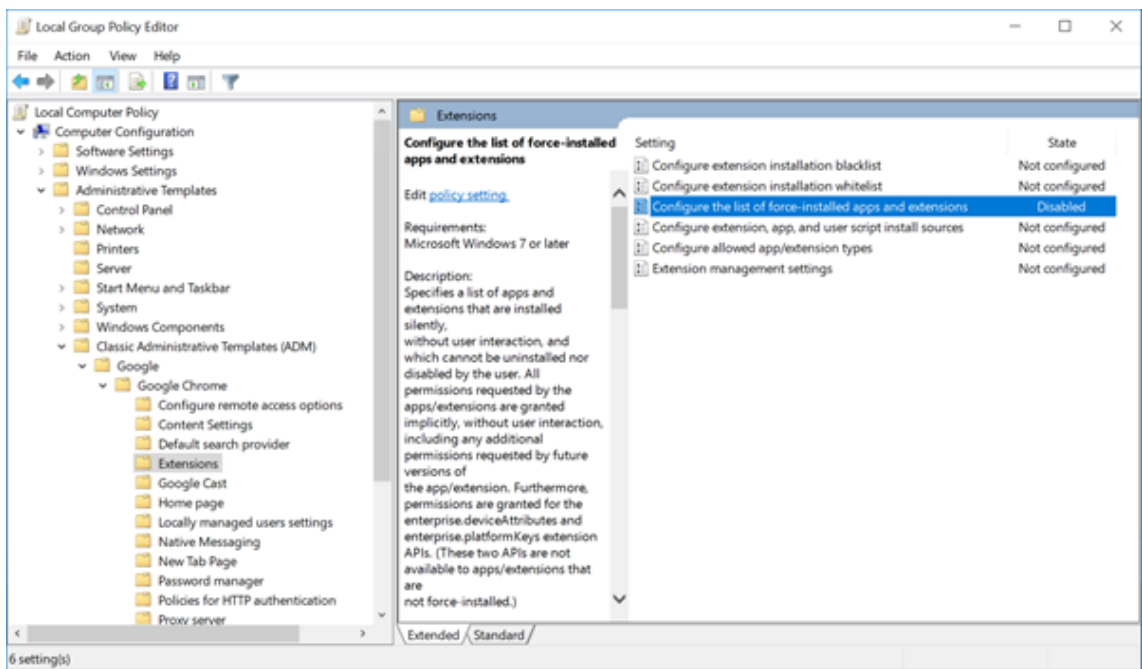 Local Group Policy Editor
File Action View Help
Local Computer Policy
Computer Configuration
Software Settings
Windows Settings
Administrative Templates
Control Panel
Network
Printers
Server
Start Menu and Taskbar
System
Windows Components
Classic Administrative Templates (ADM)
Google
Google Chrome
Configure remote access options
Content Settings
Default search provider
Extensions
Google Cast
Home page
Locally managed users settings
Native Messaging
New Tab Page
Password manager
Policies for HTTP authentication
Proxy server
Extensions
Configure the list of force-installed
apps and extensions
Edit policy setting.
Requirements:
Microsoft Windows 7 or later
Description:
Specifies a list of apps and
extensions that are installed
silently,
without user interaction, and
which cannot be uninstalled nor
disabled by the user. All
permissions requested by the
apps/extensions are granted
implicitly, without user interaction,
including any additional
permissions requested by future
versions of
the app/extension. Furthermore,
permissions are granted for the
enterprise.deviceAttributes and
enterprise.platformKeys extension
APIs. (These two APIs are not
available to apps/extensions that
are
not force-installed.)
Setting State
Configure extension installation blacklist Not configured
Configure extension installation whitelist Not configured
Configure the list of force-installed apps and extensions Disabled
Configure extension, app, and user script install sources Not configured
Configure allowed app/extension types Not configured
Extension management settings Not configured
Extended Standard
6 setting(s)